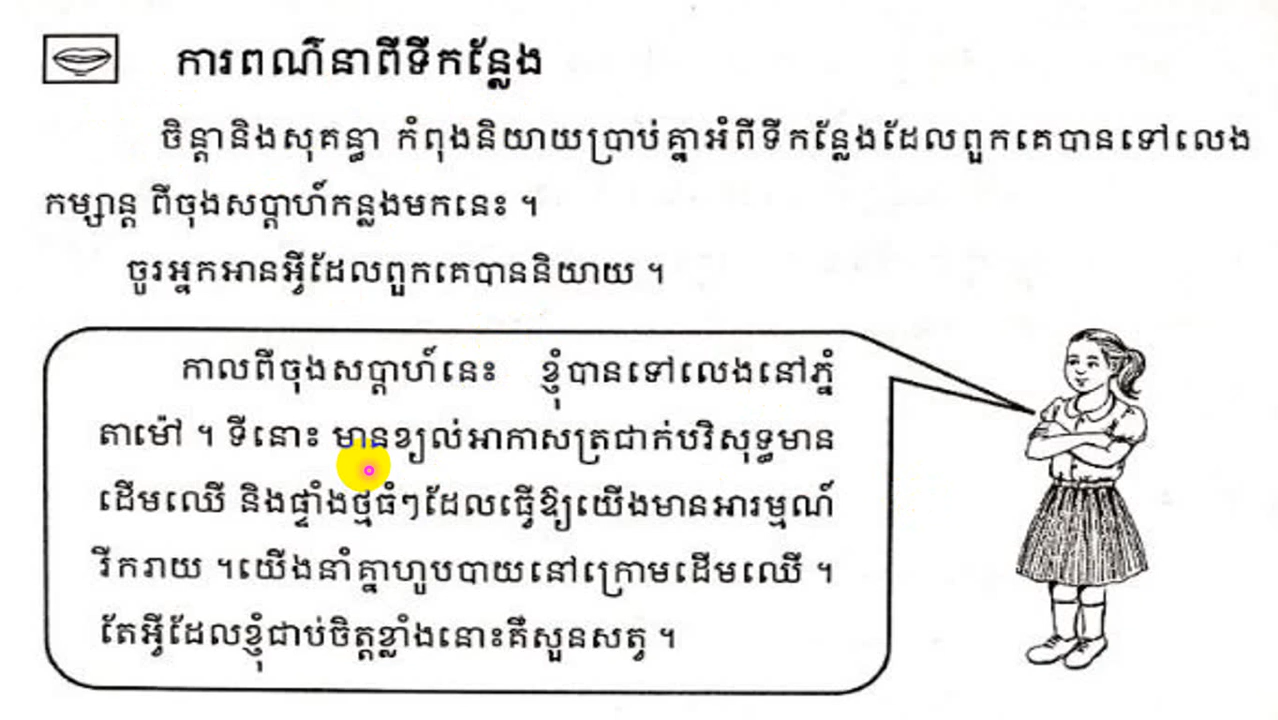 ការពណ៌នាពីទីកន្លែង
ចិន្តានិងសុគន្ធា កំពុងនិយាយប្រាប់គ្នាអំពីទីកន្លែងដែលពួកគេបានទៅលេង
កម្សាន្ត ពីចុងសប្តាហ៍កន្លងមកនេះ ។
ចូរអ្នកអានអ្វីដែលពួកគេបាននិយាយ ។
កាលពីចុងសប្តាហ៍នេះ ខ្ញុំបានទៅលេងនៅភ្នំ
តាម៉ៅ ។ ទីនោះ មានខ្យល់អាកាសត្រជាក់បរិសុទ្ធមាន
ដើមឈើ និងផ្ទាំងថ្មធំៗដែលធ្វើឱ្យយើងមានអារម្មណ៍
រីករាយ ។យើងនាំគ្នាហូបបាយនៅក្រោមដើមឈើ ។
តែអ្វីដែលខ្ញុំជាប់ចិត្តខ្លាំងនោះគឺសួនសត្វ ។